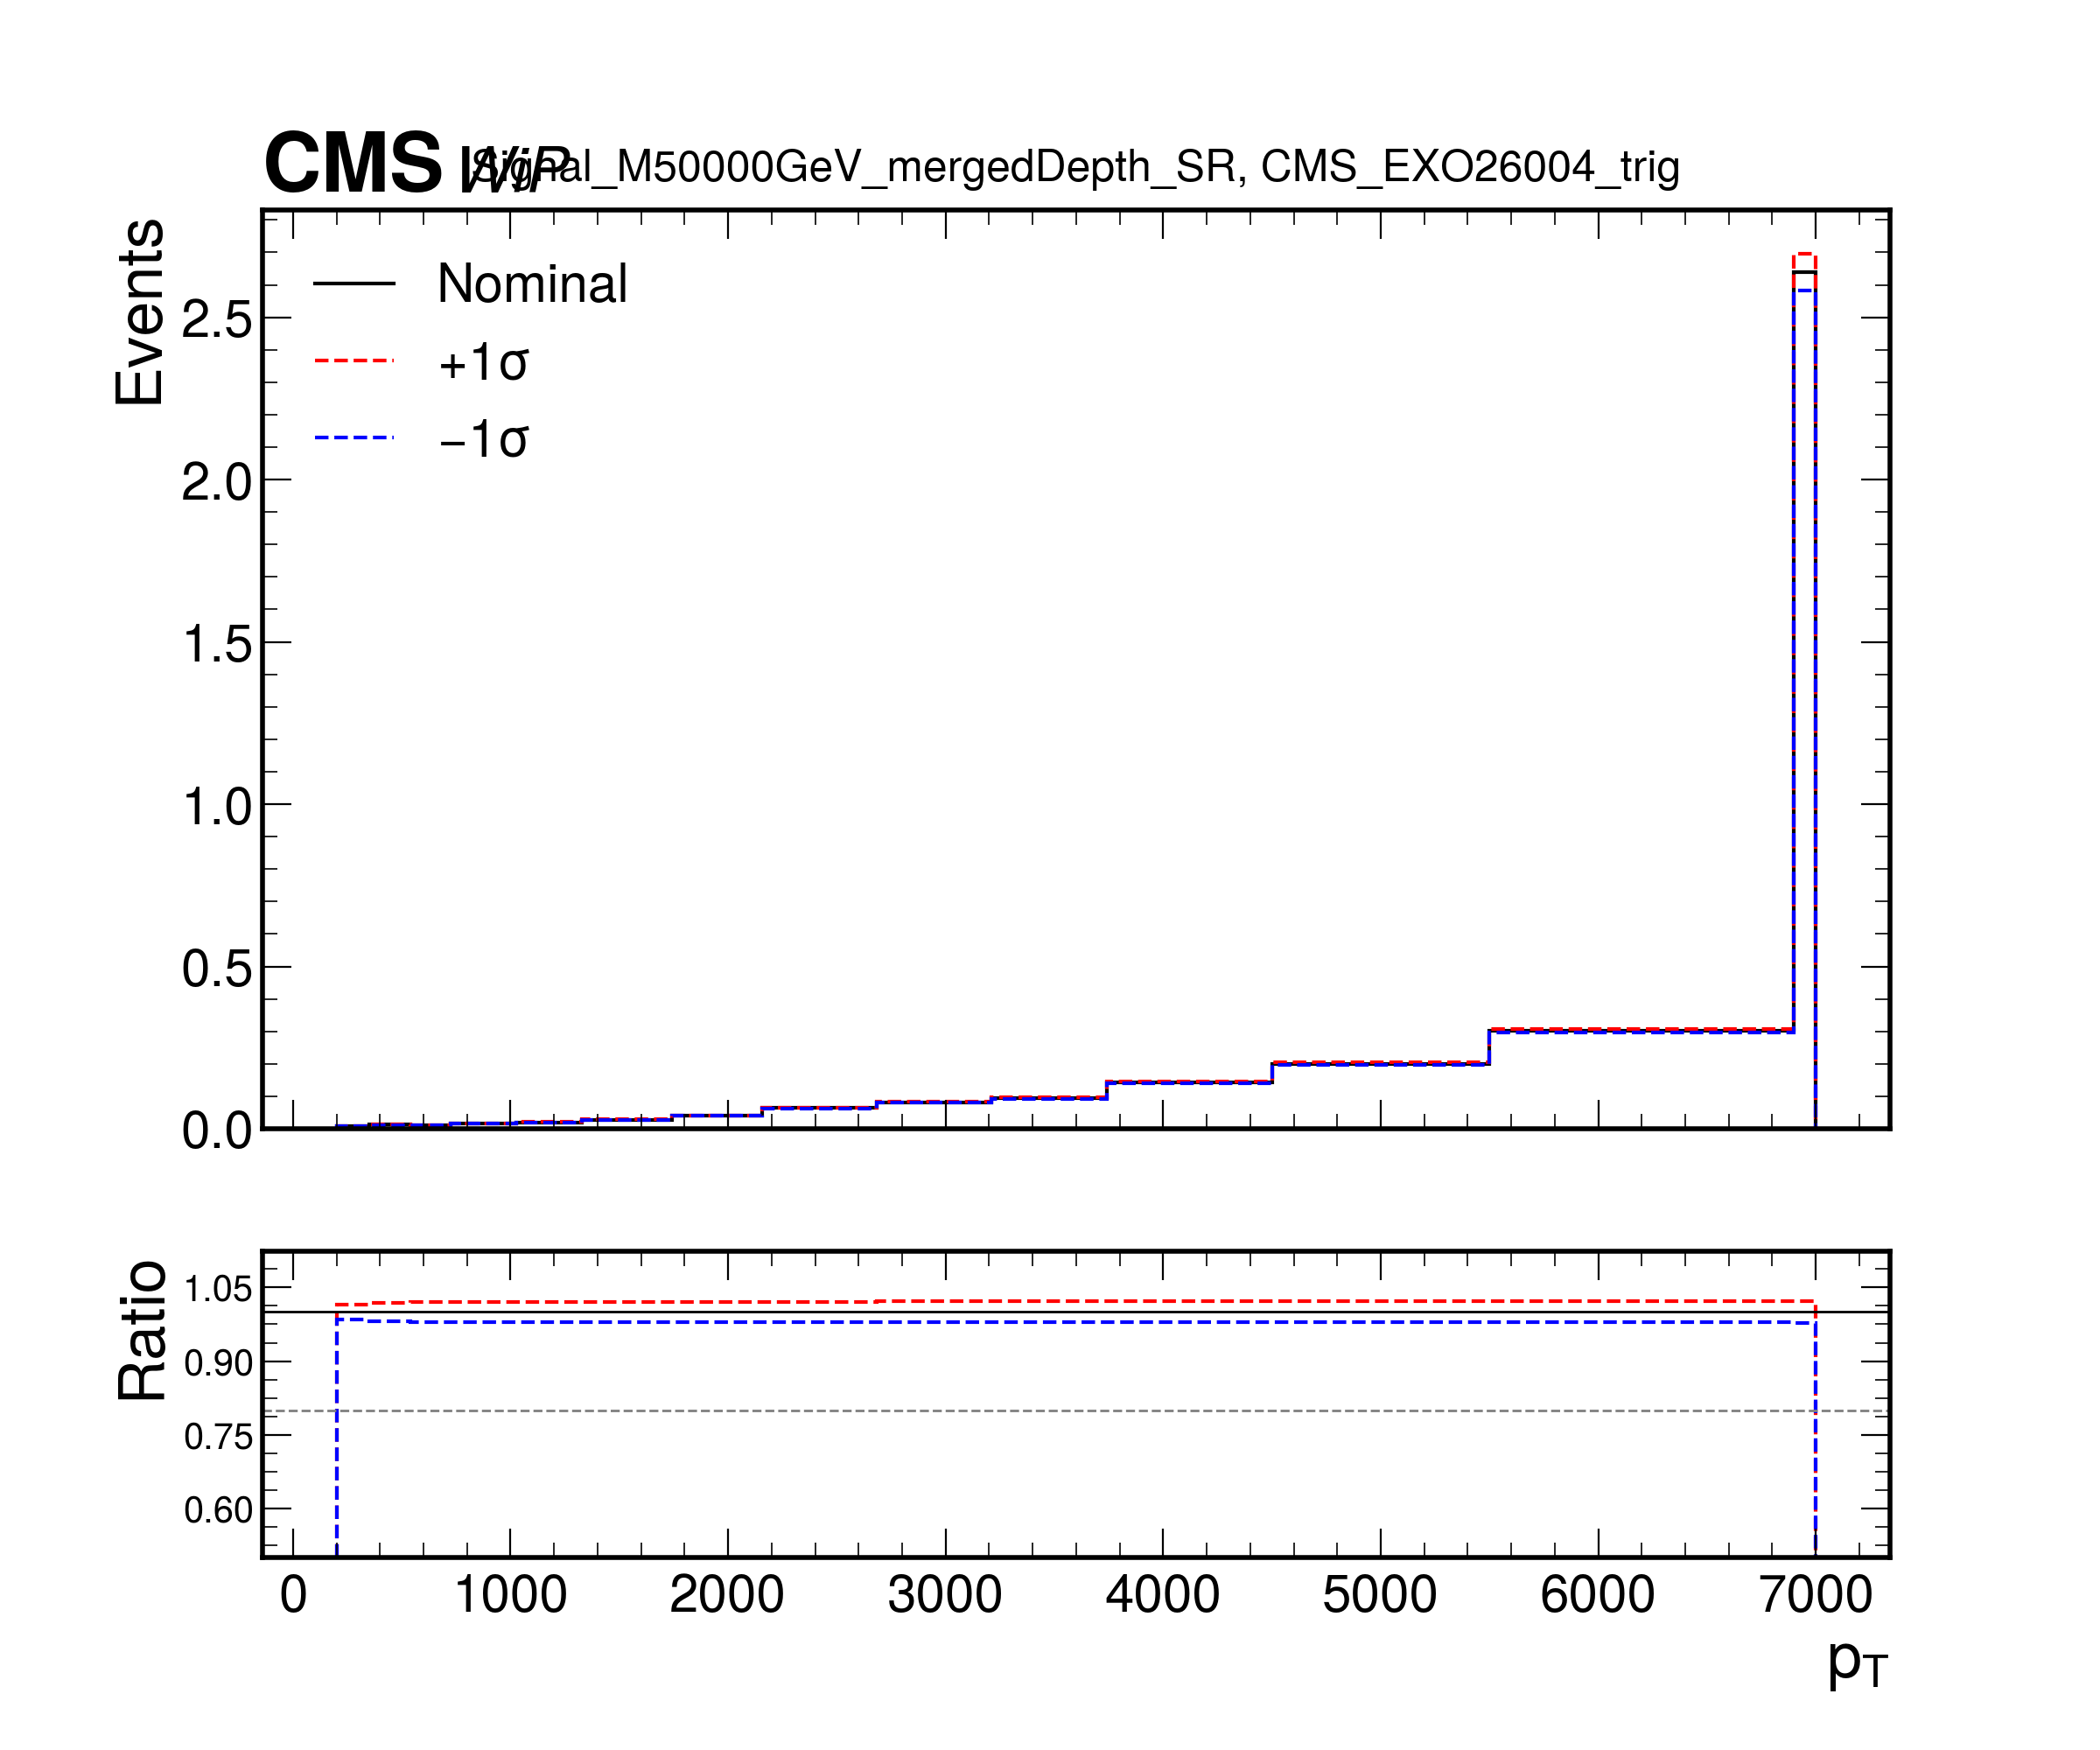 CMS WiP Signal_M50000GeV_mergedDepth_SR, CMS_EXO26004_trig
Events
Nominal
+1σ
−1σ
2.5
2.0
1.5
1.0
0.5
0.0
Ratio
1.05
0.90
0.75
0.60
0 1000 2000 3000 4000 5000 6000 7000
pT